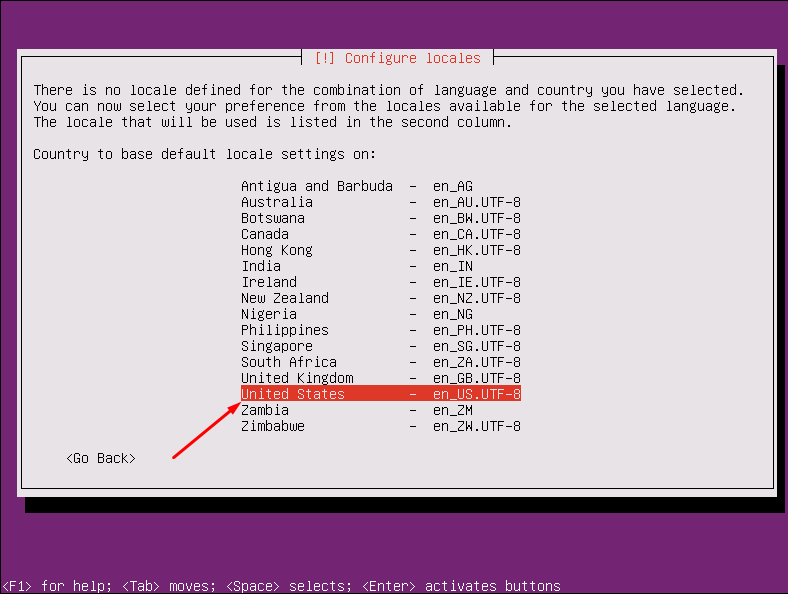 [!] Configure locales
There is no locale defined for the combination of language and country you have selected.
You can now select your preference from the locales available for the selected language.
The locale that will be used is listed in the second column.
Country to base default locale settings on:
Antigua and Barbuda - en_AG
Australia - en_AU.UTF-8
Botswana - en_BW.UTF-8
Canada - en_CA.UTF-8
Hong Kong - en_HK.UTF-8
India - en_IN
Ireland - en_IE.UTF-8
New Zealand - en_NZ.UTF-8
Nigeria - en_NG
Philippines - en_PH.UTF-8
Singapore - en_SG.UTF-8
South Africa - en_ZA.UTF-8
United Kingdom - en_GB.UTF-8
United States - en_US.UTF-8
Zambia - en_ZM
Zimbabwe - en_ZW.UTF-8
<Go Back>
<F1> for help; <Tab> moves; <Space> selects; <Enter> activates buttons